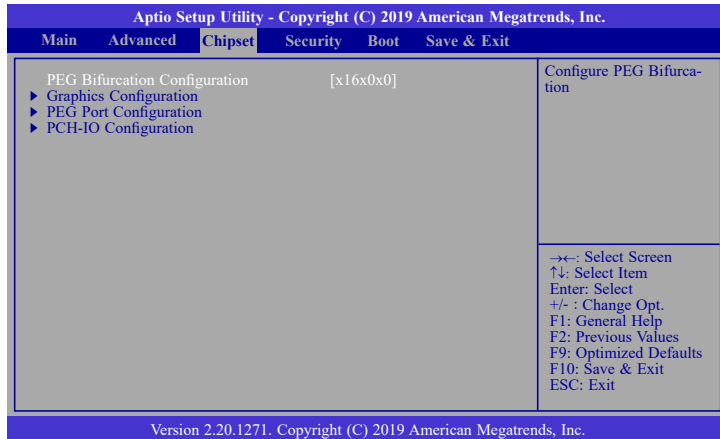 Aptio Setup Utility - Copyright (C) 2019 American Megatrends, Inc.
Main Advanced Chipset Security Boot Save & Exit
PEG Bifurcation Configuration [x16x0x0]
Graphics Configuration
PEG Port Configuration
PCH-IO Configuration
Configure PEG Bifurca-
tion
→←: Select Screen
↑↓: Select Item
Enter: Select
+/- : Change Opt.
F1: General Help
F2: Previous Values
F9: Optimized Defaults
F10: Save & Exit
ESC: Exit
Version 2.20.1271. Copyright (C) 2019 American Megatrends, Inc.